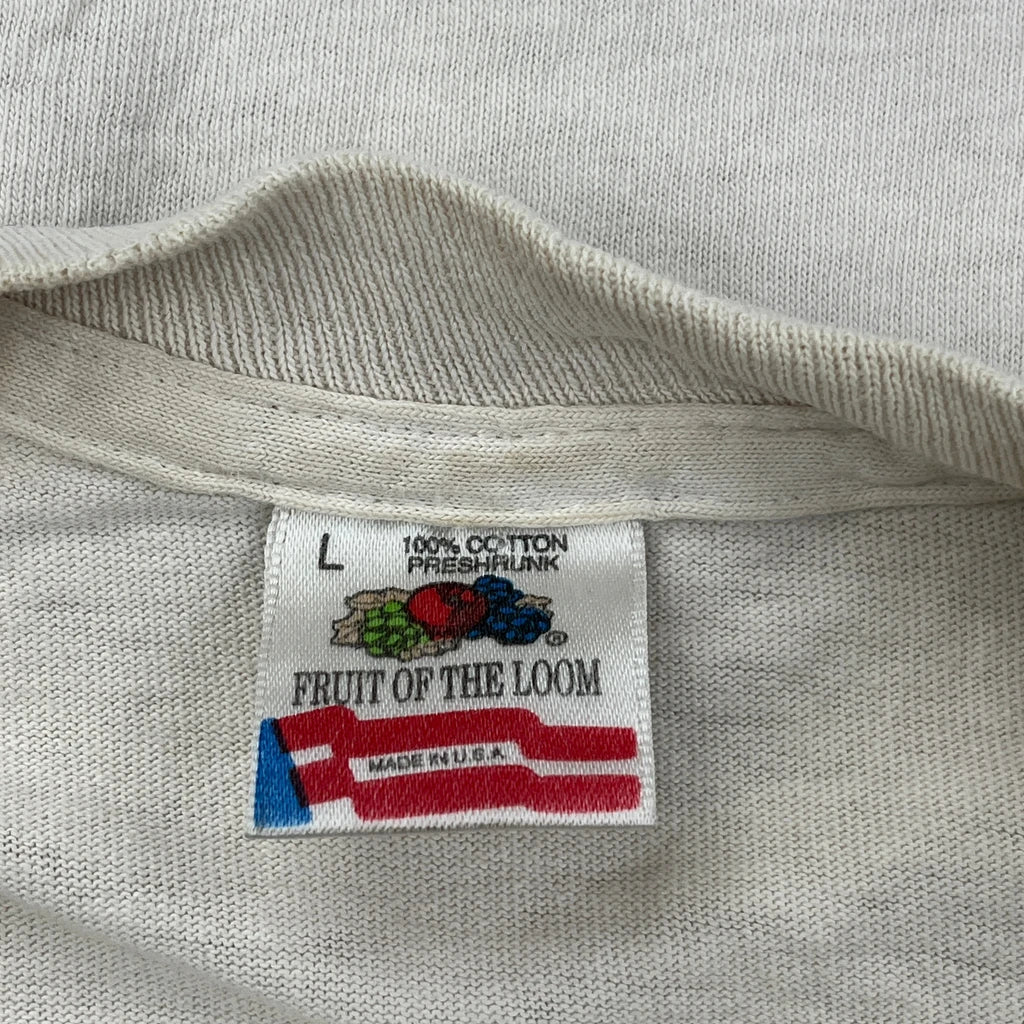 L
100% COTTON
PRESHRUNK
®
FRUIT OF THE LOOM
MADE IN U.S.A.